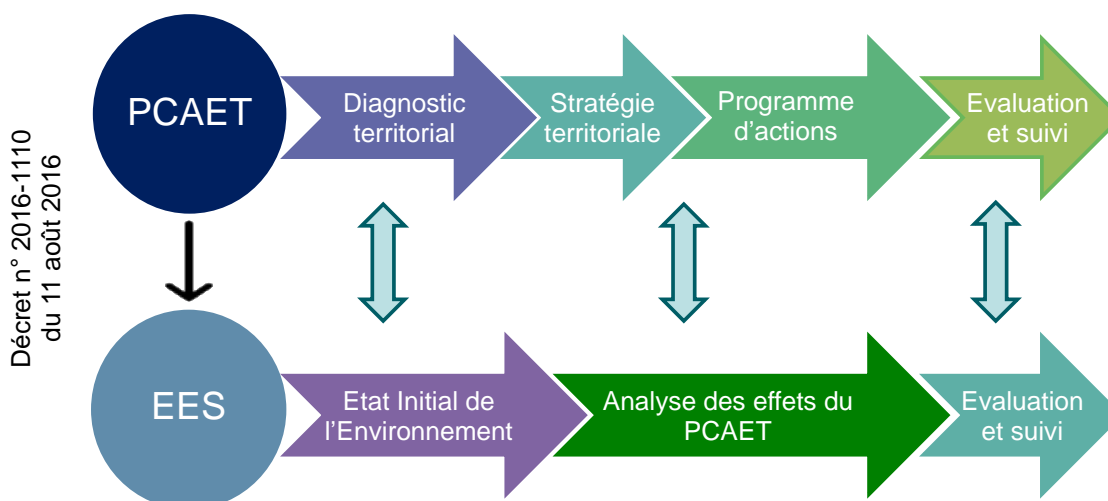 Décret n° 2016-1110
du 11 août 2016
PCAET
Diagnostic
territorial
Stratégie
territoriale
Programme
d’actions
Evaluation
et suivi
EES
Etat Initial de
l’Environnement
Analyse des effets du
PCAET
Evaluation
et suivi